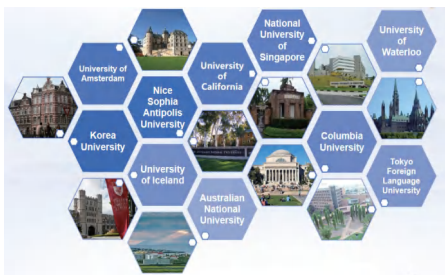 National
University
of
Singapore
University
of
Waterloo
University of
Amsterdam
University
of
California
Nice
Sophia
Antipolis
University
Korea
University
Columbia
University
University
of Iceland
Tokyo
Foreign
Language
University
Australian
National
University